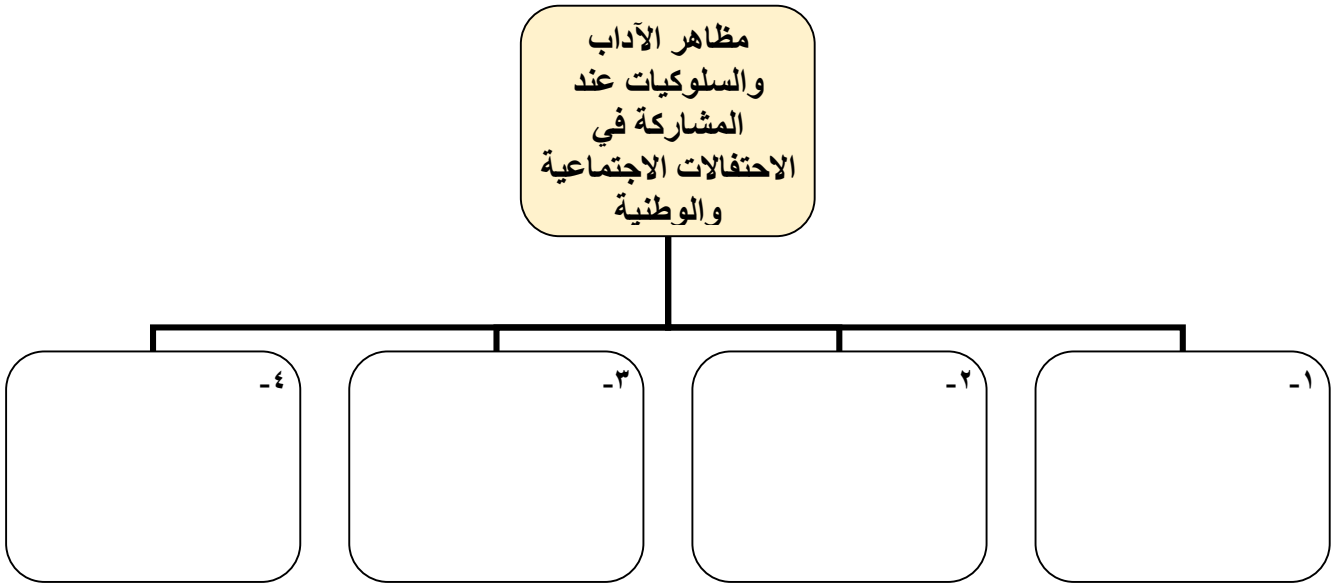 مظاهر الآداب
والسلوكيات عند
المشاركة في
الاحتفالات الاجتماعية
والوطنية
١-
٢-
٣-
٤-